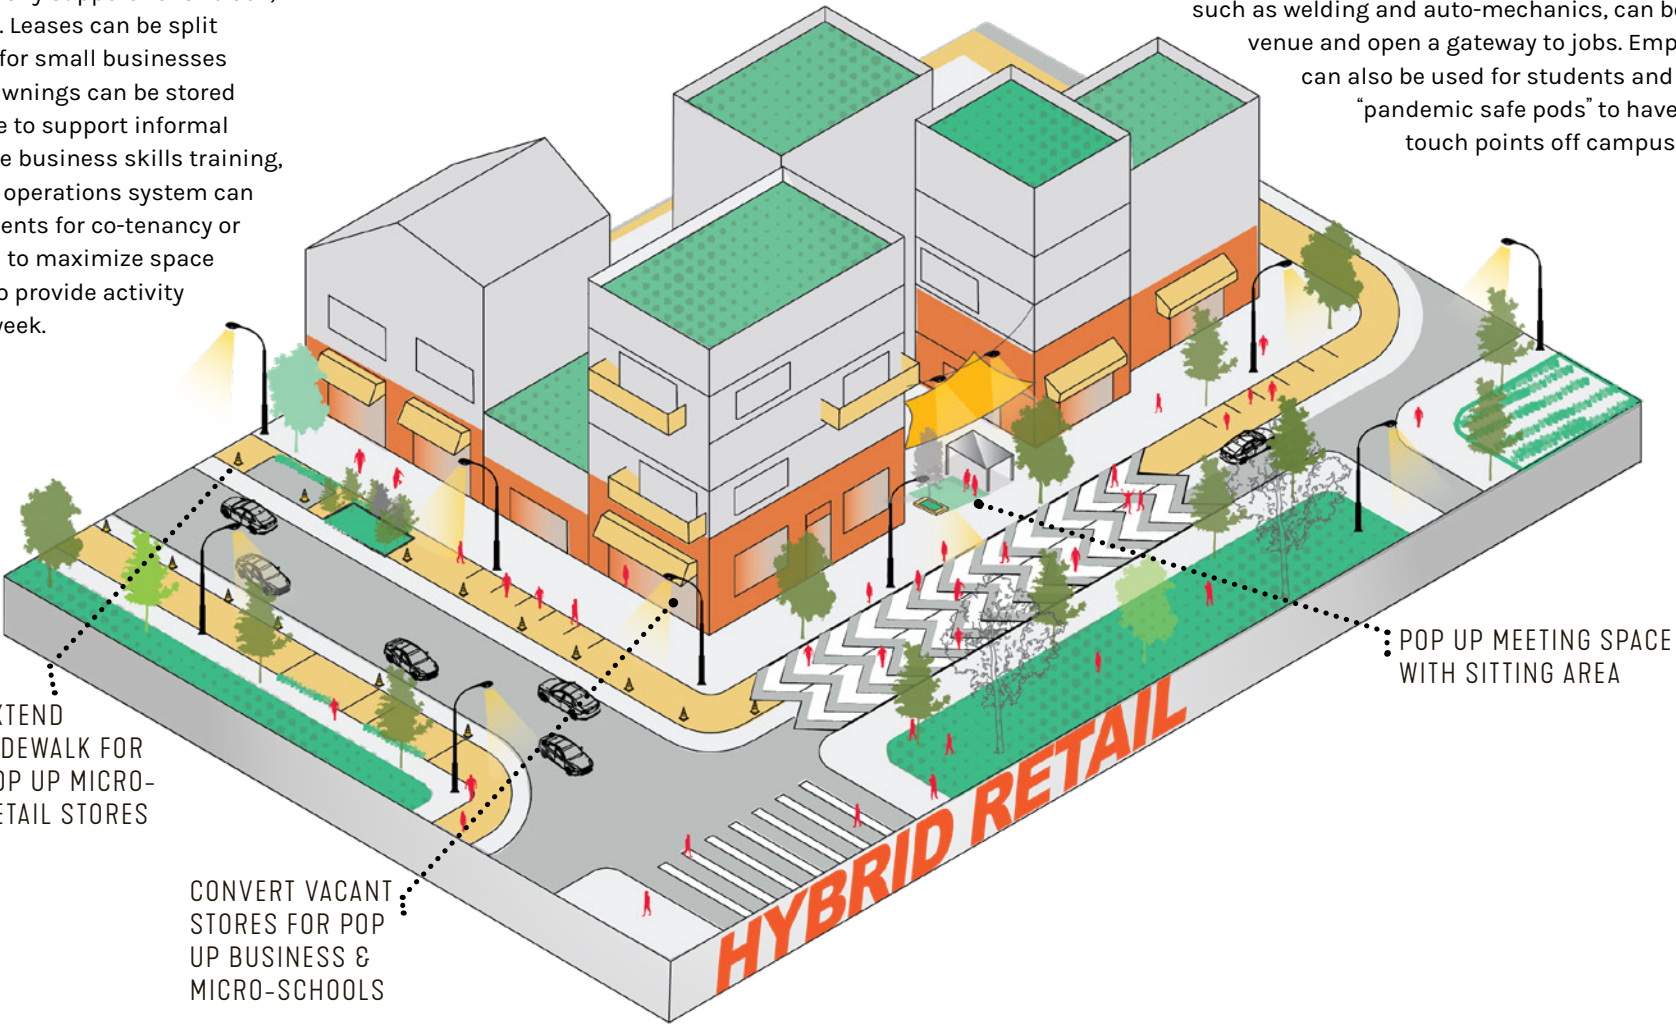 . Leases can be split
for small businesses
wnings can be stored
e to support informal
e business skills training,
operations system can
ents for co-tenancy or
to maximize space
o provide activity
week.
such as welding and auto-mechanics, can b
venue and open a gateway to jobs. Emp
can also be used for students and
“pandemic safe pods” to have
touch points off campus
XTEND
DEWALK FOR
OP UP MICRO-
ETAIL STORES
CONVERT VACANT
STORES FOR POP
UP BUSINESS &
MICRO-SCHOOLS
POP UP MEETING SPACE
WITH SITTING AREA
HYBRID RETAIL